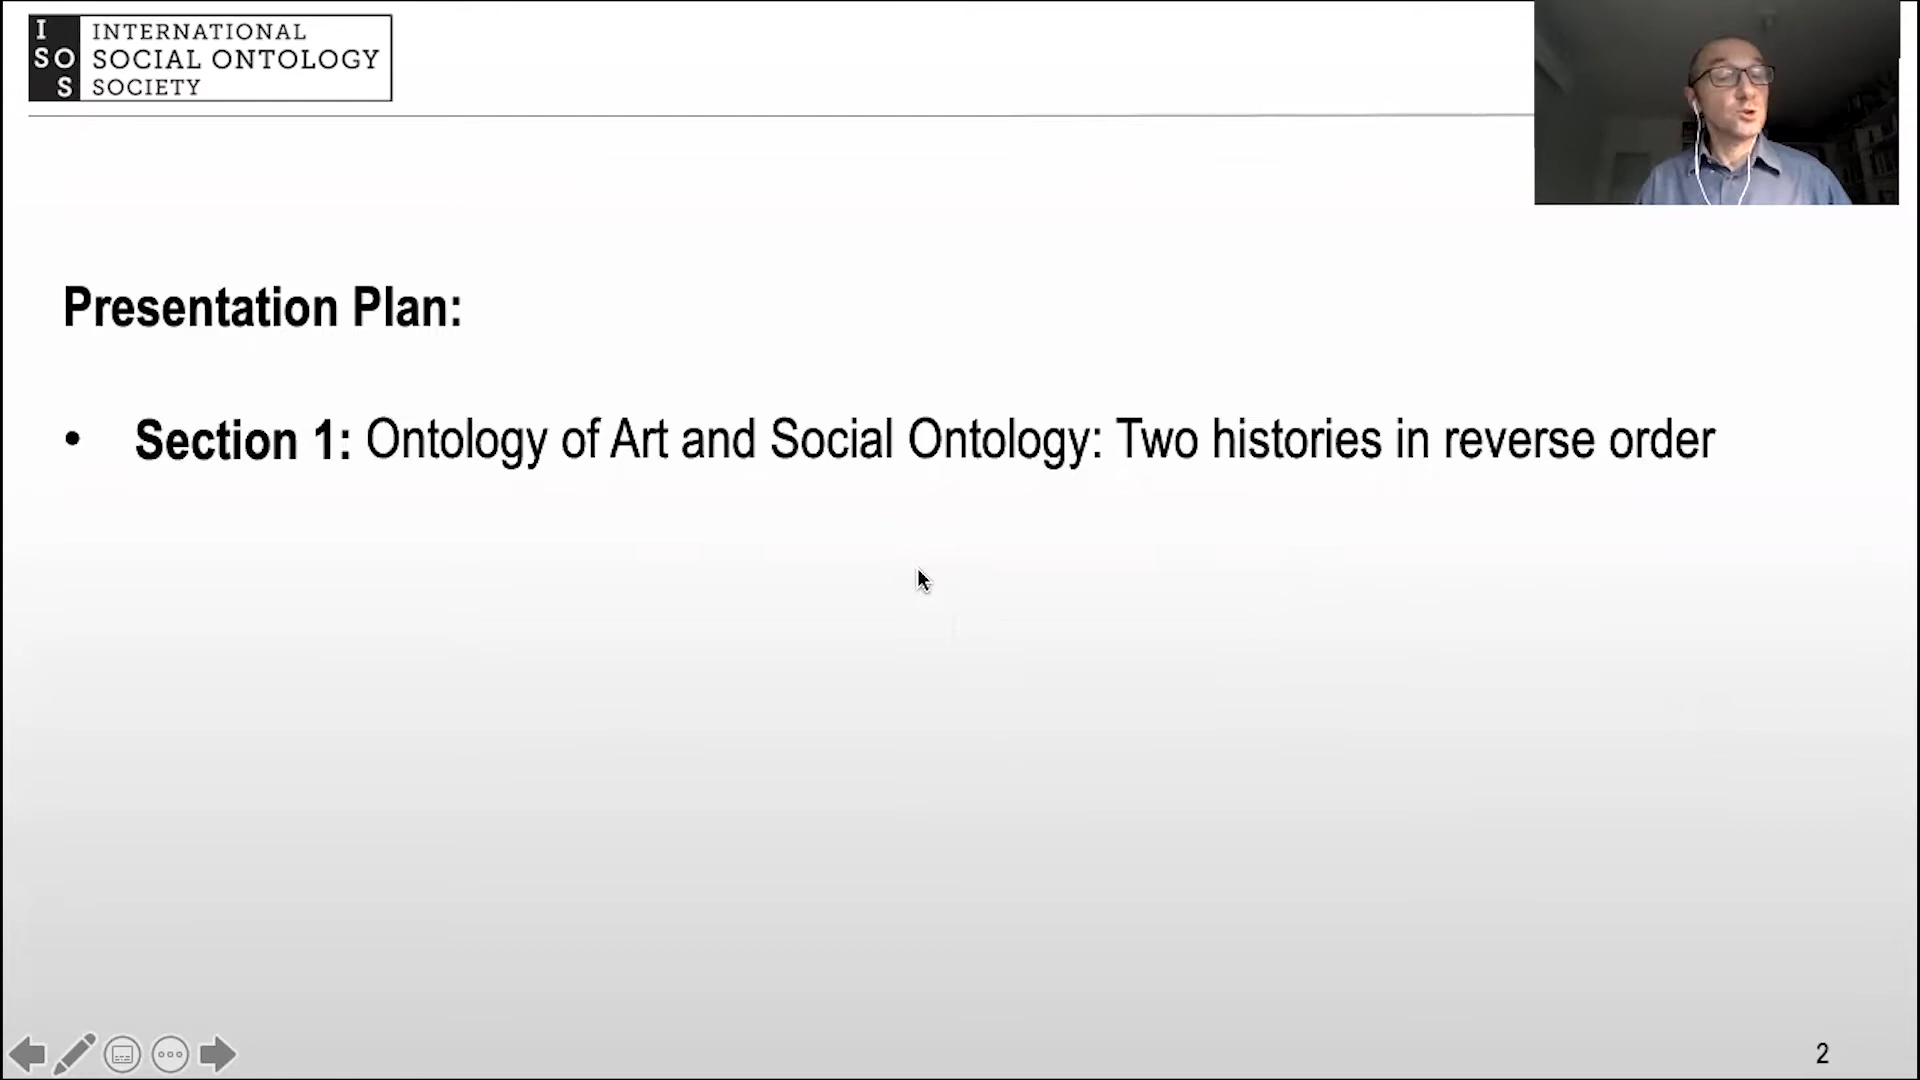 I
SO
S
INTERNATIONAL
SOCIAL ONTOLOGY
SOCIETY
Presentation Plan:
• Section 1: Ontology of Art and Social Ontology: Two histories in reverse order
2